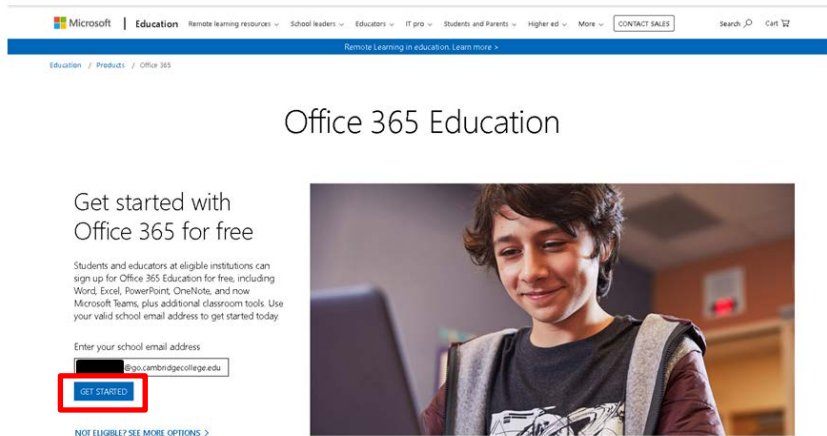 Microsoft | Education Remote learning resources School leaders Educators IT pro Students and Parents Higher ed More CONTACT SALES Search Cart
Remote Learning in education. Learn more >
Education / Products / Office 365
Office 365 Education
Get started with
Office 365 for free
Students and educators at eligible institutions can
sign up for Office 365 Education for free, including
Word, Excel, PowerPoint, OneNote, and now
Microsoft Teams, plus additional classroom tools. Use
your valid school email address to get started today
Enter your school email address
@go.cambridgecollege.edu
GET STARTED
NOT ELIGIBLE? SEE MORE OPTIONS >